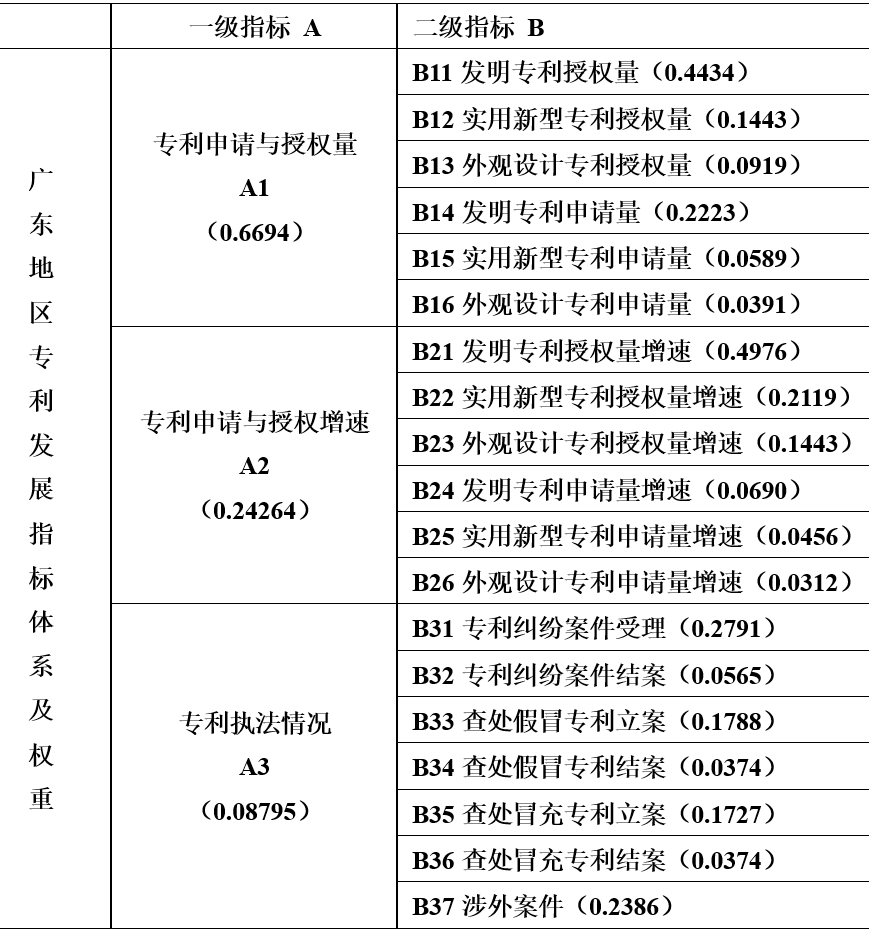 一级指标 A
二级指标 B
广东地区专利发展指标体系及权重
专利申请与授权量
A1
（0.6694）
B11 发明专利授权量（0.4434）
B12 实用新型专利授权量（0.1443）
B13 外观设计专利授权量（0.0919）
B14 发明专利申请量（0.2223）
B15 实用新型专利申请量（0.0589）
B16 外观设计专利申请量（0.0391）
专利申请与授权增速
A2
（0.24264）
B21 发明专利授权量增速（0.4976）
B22 实用新型专利授权量增速（0.2119）
B23 外观设计专利授权量增速（0.1443）
B24 发明专利申请量增速（0.0690）
B25 实用新型专利申请量增速（0.0456）
B26 外观设计专利申请量增速（0.0312）
专利执法情况
A3
（0.08795）
B31 专利纠纷案件受理（0.2791）
B32 专利纠纷案件结案（0.0565）
B33 查处假冒专利立案（0.1788）
B34 查处假冒专利结案（0.0374）
B35 查处冒充专利立案（0.1727）
B36 查处冒充专利结案（0.0374）
B37 涉外案件（0.2386）